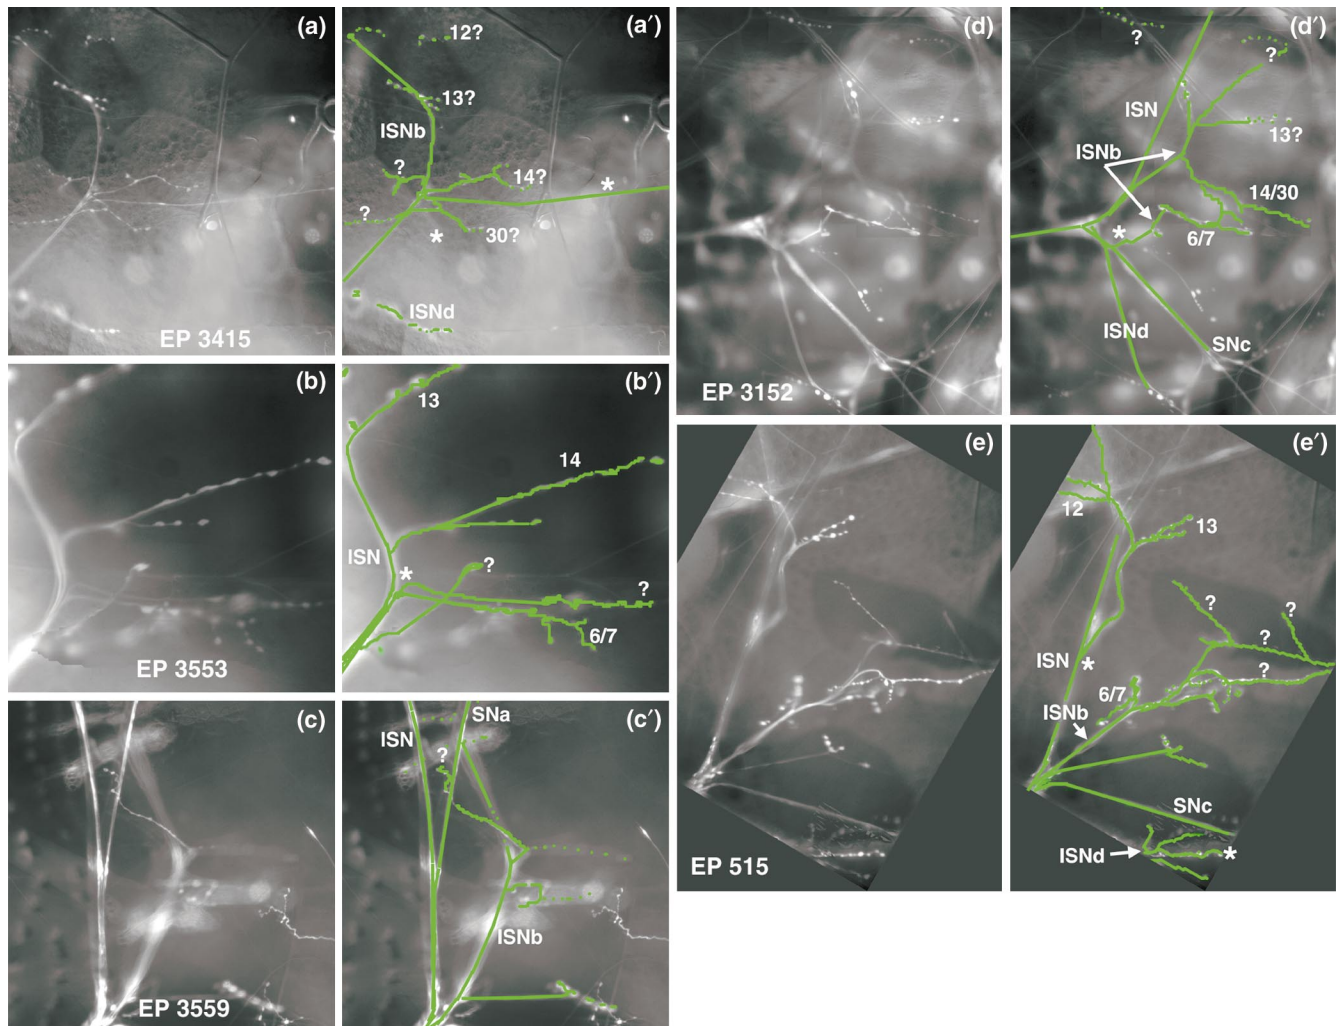 (a)
EP 3415
(a′)
12?
13?
ISNb
?
14?
*
?
*
30?
ISNd
(b)
EP 3553
(b′)
13
14
ISN
*
?
?
6/7
(c)
EP 3559
(c′)
SNa
ISN
?
ISNb
(d)
EP 3152
(d′)
?
?
ISN
13?
ISNb
14/30
*
6/7
ISNd
SNc
(e)
EP 515
(e′)
12
13
?
?
ISN
*
?
?
6/7
ISNb
SNc
ISNd
*